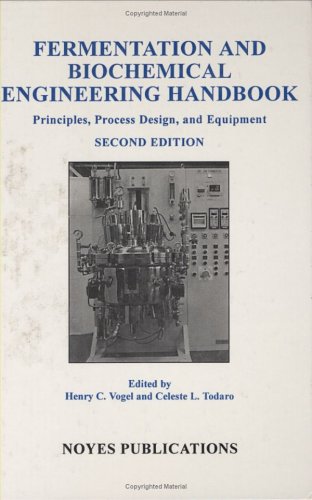 FERMENTATION AND
BIOCHEMICAL
ENGINEERING HANDBOOK
Principles, Process Design, and Equipment
SECOND EDITION
Edited by
Henry C. Vogel and Celeste L. Todaro
NOYES PUBLICATIONS